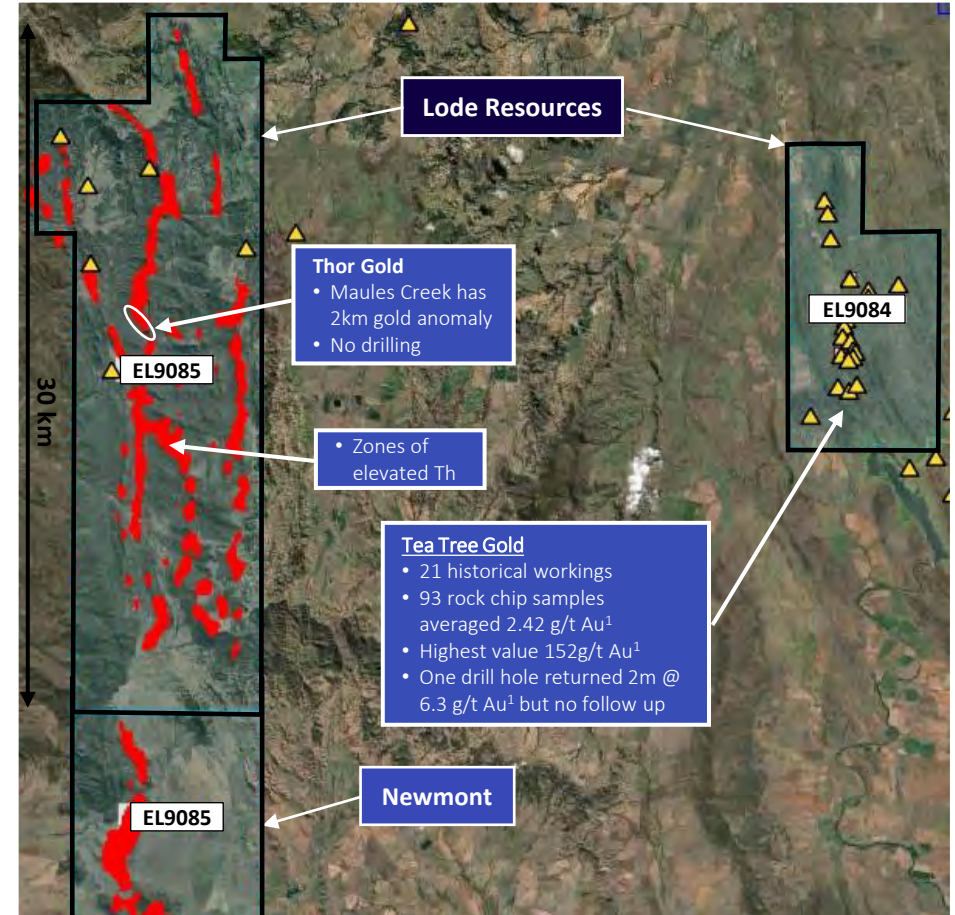 Lode Resources
Thor Gold
• Maules Creek has
2km gold anomaly
• No drilling
EL9084
EL9085
30 km
• Zones of
elevated Th
Tea Tree Gold
• 21 historical workings
• 93 rock chip samples
averaged 2.42 g/t Au¹
• Highest value 152g/t Au¹
• One drill hole returned 2m @
6.3 g/t Au¹ but no follow up
Newmont
EL9085